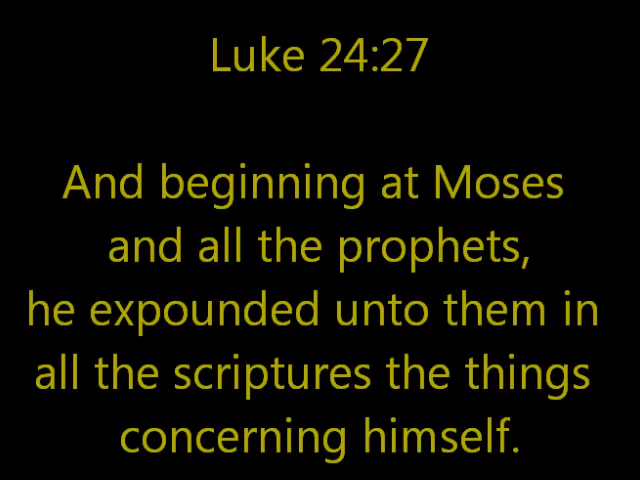 Luke 24:27
And beginning at Moses
and all the prophets,
he expounded unto them in
all the scriptures the things
concerning himself.